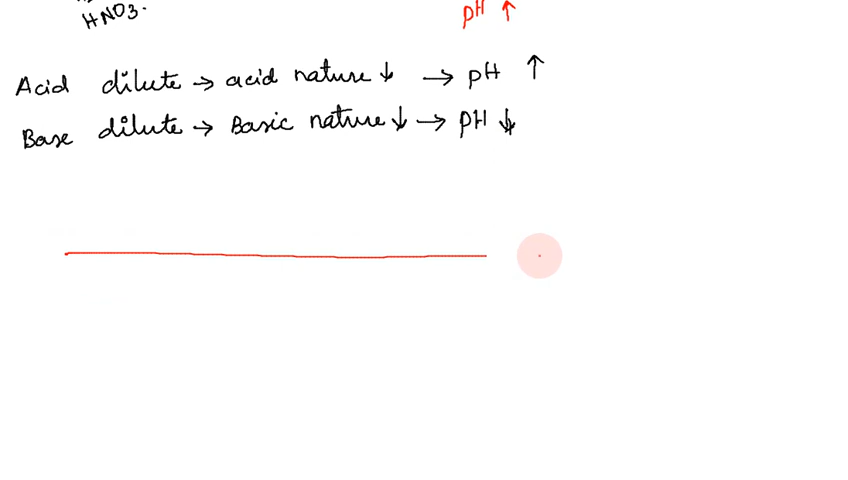 HNO3.
pH ↑
Acid dilute → acid nature ↓ → pH ↑
Base dilute → Basic nature ↓ → pH ↓